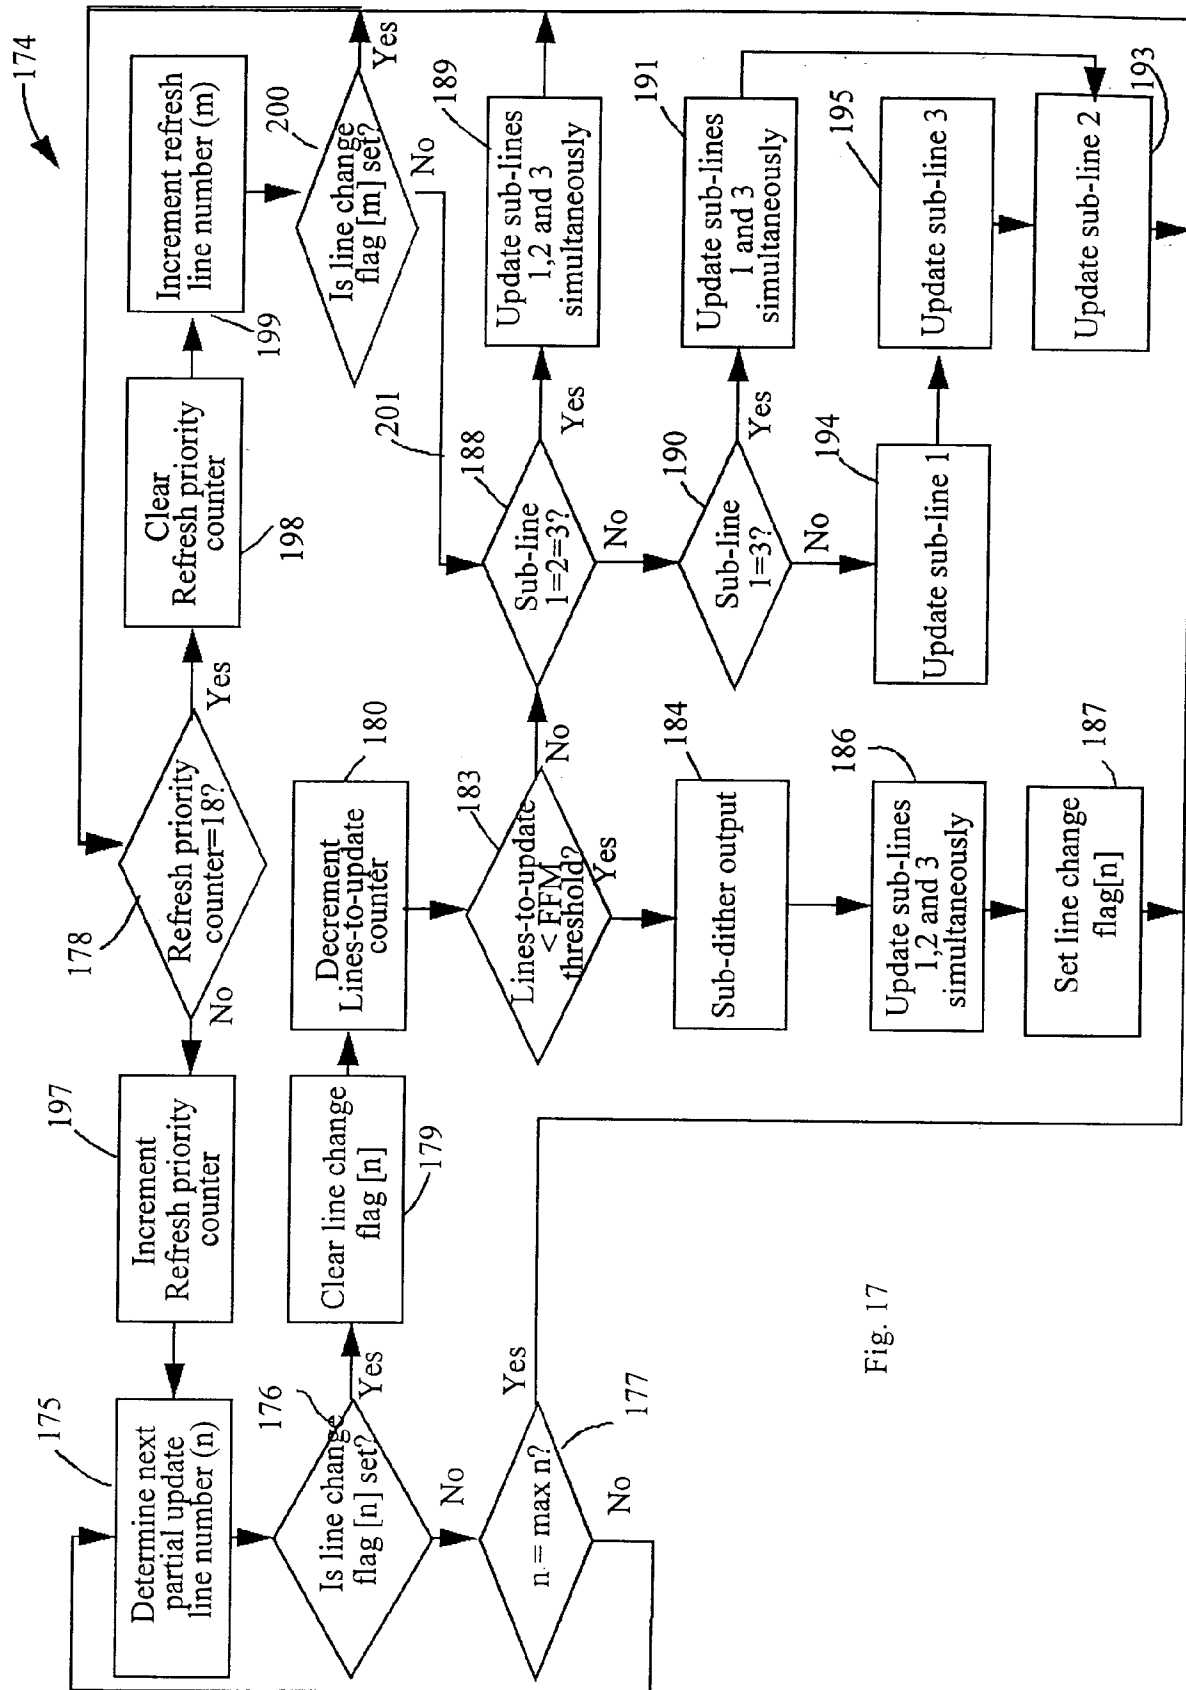 174
175
Determine next
partial update
line number (n)
197
Increment
Refresh priority
counter
178
Refresh priority
counter=18?
No
Yes
Clear
Refresh priority
counter
198
Increment refresh
line number (m)
199
176
Is line change
flag [n] set?
Yes
No
Clear line change
flag [n]
179
Decrement
Lines-to-update
counter
180
200
Is line change
flag [m] set?
Yes
No
201
177
n = max n?
Yes
No
183
Lines-to-update
< FFM
threshold?
No
Yes
188
Sub-line
1=2=3?
Yes
No
189
Update sub-lines
1,2 and 3
simultaneously
184
Sub-dither output
190
Sub-line
1=3?
Yes
No
191
Update sub-lines
1 and 3
simultaneously
186
Update sub-lines
1,2 and 3
simultaneously
194
Update sub-line 1
195
Update sub-line 3
187
Set line change
flag[n]
193
Update sub-line 2
Fig. 17